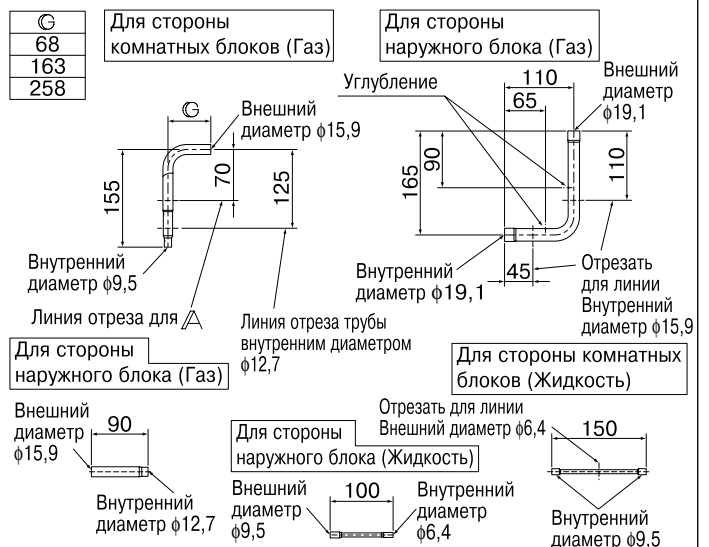 G
68
163
258
Для стороны
комнатных блоков (Газ)
G
Внешний
диаметр ф15,9
155
70
125
Внутренний
диаметр ф9,5
Линия отреза для A
Линия отреза трубы
внутренним диаметром
ф12,7
Для стороны
наружного блока (Газ)
Углубление
110
65
Внешний
диаметр
ф19,1
165
90
110
45
Внутренний
диаметр ф19,1
Отрезать
для линии
Внутренний
диаметр ф15,9
Для стороны
наружного блока (Газ)
Внешний
диаметр
ф15,9
90
Внутренний
диаметр ф12,7
Для стороны
наружного блока (Жидкость)
Внешний
диаметр
ф9,5
100
Внутренний
диаметр
ф6,4
Для стороны комнатных
блоков (Жидкость)
Отрезать для линии
Внешний диаметр ф6,4
150
Внутренний
диаметр ф9,5